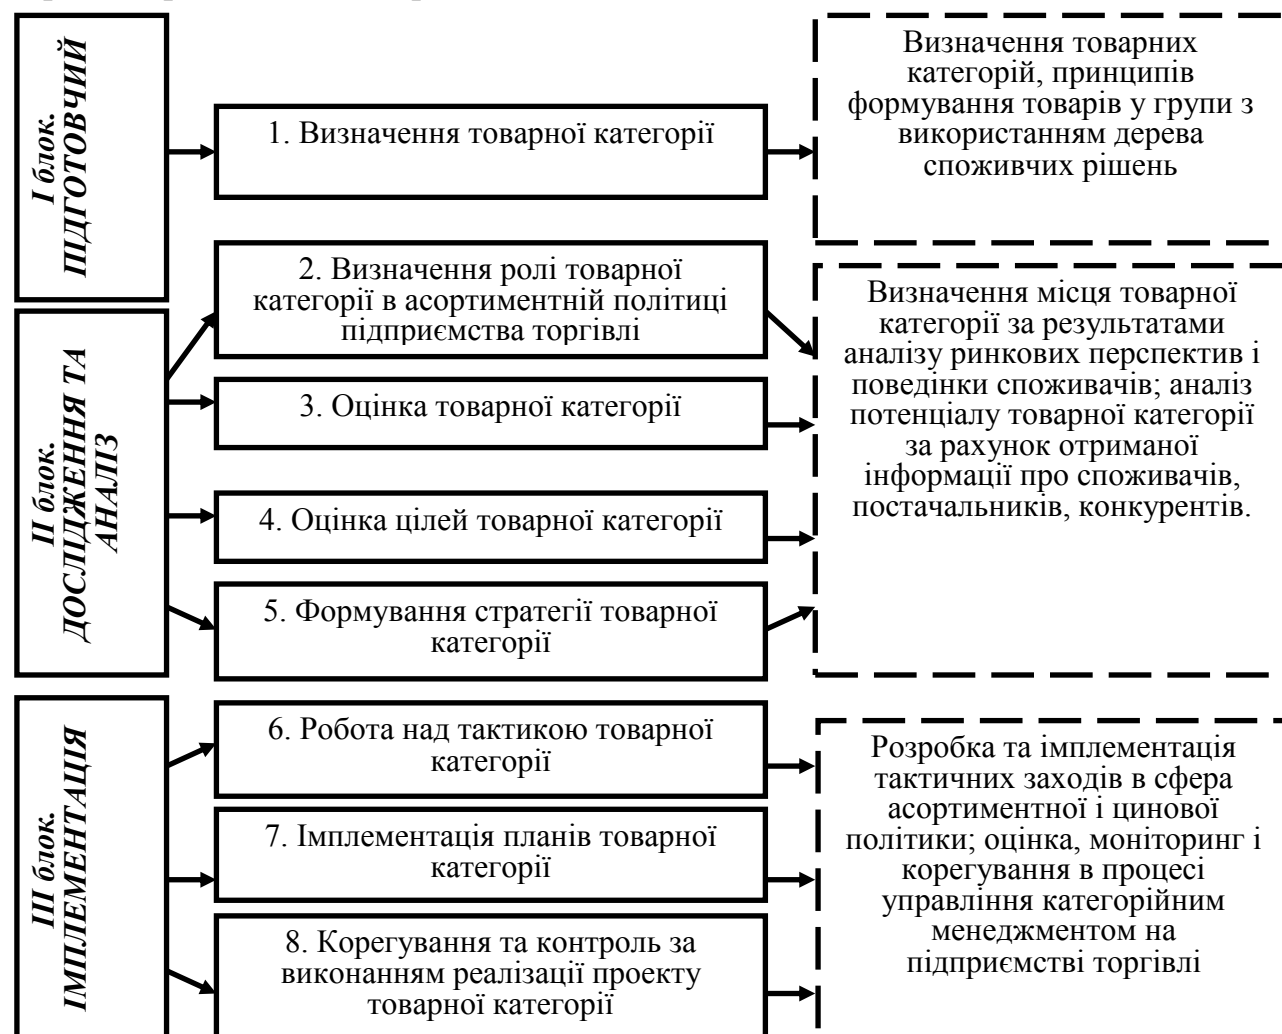 І блок.
ПІДГОТОВЧИЙ
1. Визначення товарної категорії
Визначення товарних
категорій, принципів
формування товарів у групи з
використанням дерева
споживчих рішень
ІІ блок.
ДОСЛІДЖЕННЯ ТА
АНАЛІЗ
2. Визначення ролі товарної
категорії в асортиментній політиці
підприємства торгівлі
3. Оцінка товарної категорії
4. Оцінка цілей товарної категорії
5. Формування стратегії товарної
категорії
Визначення місця товарної
категорії за результатами
аналізу ринкових перспектив і
поведінки споживачів; аналіз
потенціалу товарної категорії
за рахунок отриманої
інформації про споживачів,
постачальників, конкурентів.
ІІІ блок.
ІМПЛЕМЕНТАЦІЯ
6. Робота над тактикою товарної
категорії
7. Імплементація планів товарної
категорії
8. Корегування та контроль за
виконанням реалізації проекту
товарної категорії
Розробка та імплементація
тактичних заходів в сфера
асортиментної і цинової
політики; оцінка, моніторинг і
корегування в процесі
управління категорійним
менеджментом на
підприємстві торгівлі